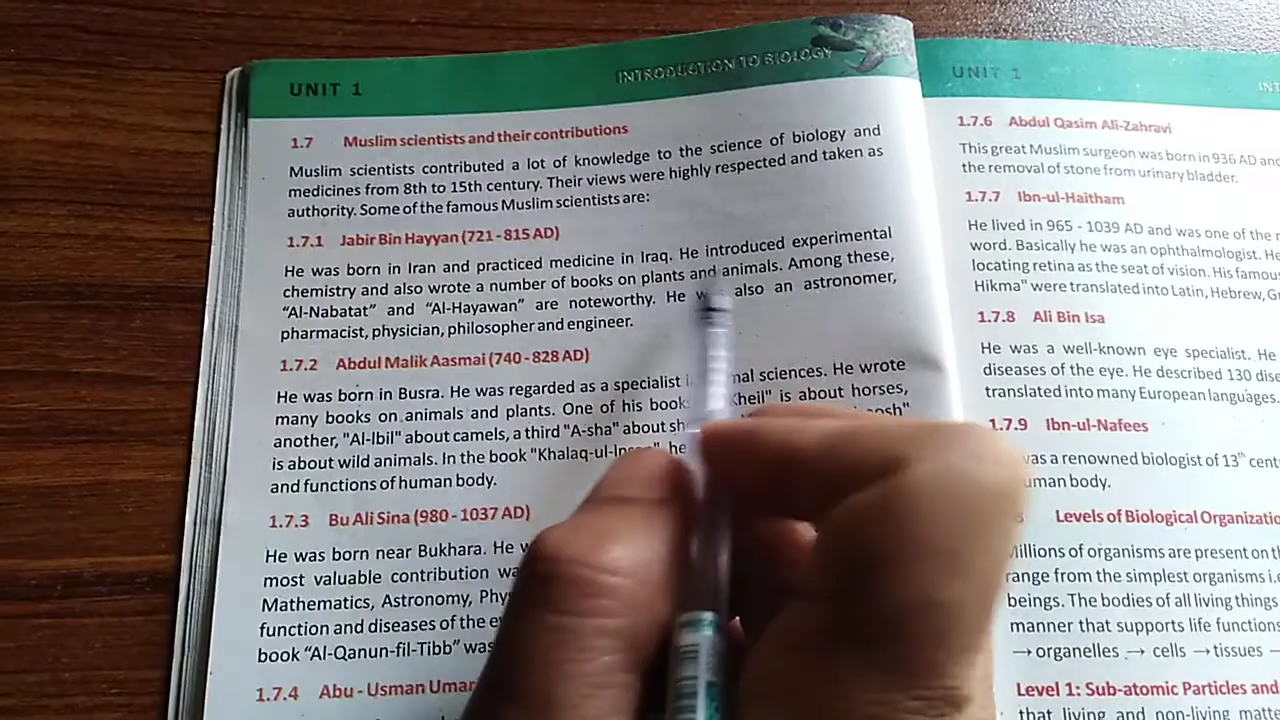 UNIT 1
INTRODUCTION TO BIOLOGY
1.7 Muslim scientists and their contributions
Muslim scientists contributed a lot of knowledge to the science of biology and
medicines from 8th to 15th century. Their views were highly respected and taken as
authority. Some of the famous Muslim scientists are:
1.7.1 Jabir Bin Hayyan (721 - 815 AD)
He was born in Iran and practiced medicine in Iraq. He introduced experimental
chemistry and also wrote a number of books on plants and animals. Among these,
"Al-Nabatat" and "Al-Hayawan" are noteworthy. He also an astronomer,
pharmacist, physician, philosopher and engineer.
1.7.2 Abdul Malik Aasmai (740 - 828 AD)
He was born in Busra. He was regarded as a specialist sciences. He wrote
many books on animals and plants. One of his Kheil" is about horses,
another, "Al-Ibil" about camels, a third "A-sha" about
is about wild animals. In the book he
and functions of human body.
1.7.3 Bu Ali Sina (980 - 1037 AD)
He was born near Bukhara. He
most valuable contribution
Mathematics, Astronomy,
function and diseases of the
book "Al-Qanun-fil-Tibb" was
1.7.4 Abu - Usman
UNIT 1
1.7.6 Abdul Qasim Ali-Zahravi
This great Muslim surgeon was born in 936 AD and
the removal of stone from urinary bladder.
1.7.7 Ibn-ul-Haitham
He lived in 965 - 1039 AD and was one of the
word. Basically he was an ophthalmologist. He
locating retina as the seat of vision. His
Hikma" were translated into Latin, Hebrew,
1.7.8 Ali Bin Isa
He was a well-known eye specialist. He
diseases of the eye. He described 130
translated into many European languages.
1.7.9 Ibn-ul-Nafees
was a renowned biologist of 13th
body.
Levels of Biological
Millions of organisms are present on
range from the simplest organisms
beings. The bodies of all living things
manner that supports life functions
→ organelles → cells → tissues →
Level 1: Sub-atomic Particles and
that living and non-living